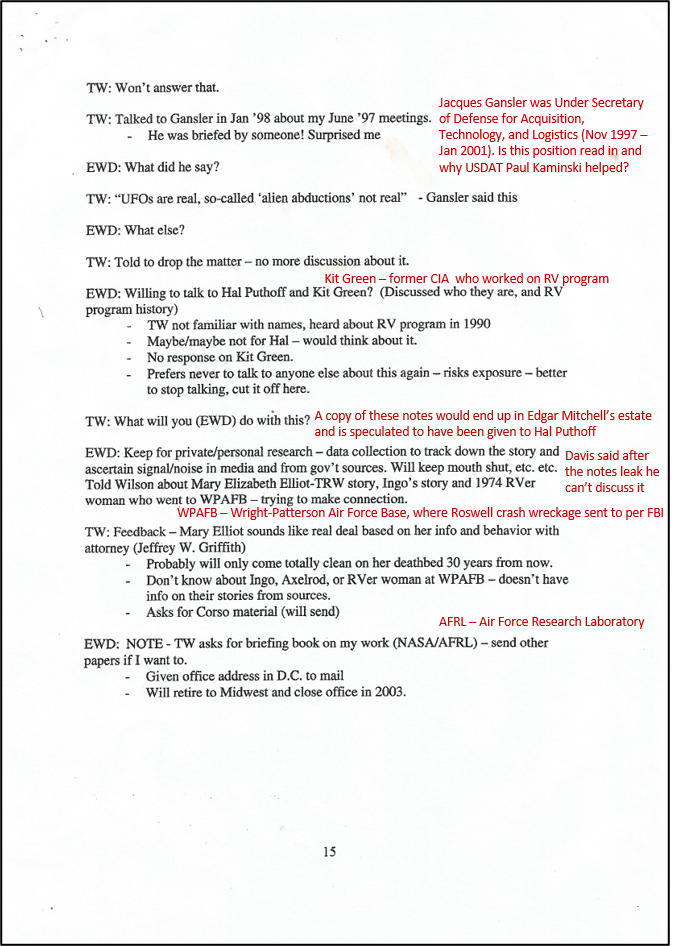 TW: Won't answer that.
TW: Talked to Gansler in Jan '98 about my June '97 meetings.
- He was briefed by someone! Surprised me
Jacques Gansler was Under Secretary
of Defense for Acquisition,
Technology, and Logistics (Nov 1997 –
Jan 2001). Is this position read in and
why USDAT Paul Kaminski helped?
EWD: What did he say?
TW: "UFOs are real, so-called 'alien abductions' not real" - Gansler said this
EWD: What else?
TW: Told to drop the matter – no more discussion about it.
Kit Green – former CIA who worked on RV program
EWD: Willing to talk to Hal Puthoff and Kit Green? (Discussed who they are, and RV
program history)
- TW not familiar with names, heard about RV program in 1990
- Maybe/maybe not for Hal – would think about it.
- No response on Kit Green.
- Prefers never to talk to anyone else about this again – risks exposure – better
to stop talking, cut it off here.
TW: What will you (EWD) do with this?
A copy of these notes would end up in Edgar Mitchell's estate
and is speculated to have been given to Hal Puthoff
EWD: Keep for private/personal research – data collection to track down the story and
ascertain signal/noise in media and from gov't sources. Will keep mouth shut, etc. etc.
Told Wilson about Mary Elizabeth Elliot-TRW story, Ingo's story and 1974 RVer
woman who went to WPAFB – trying to make connection.
Davis said after
the notes leak he
can't discuss it
WPAFB – Wright-Patterson Air Force Base, where Roswell crash wreckage sent to per FBI
TW: Feedback – Mary Elliot sounds like real deal based on her info and behavior with
attorney (Jeffrey W. Griffith)
- Probably will only come totally clean on her deathbed 30 years from now.
- Don't know about Ingo, Axelrod, or RVer woman at WPAFB – doesn't have
info on their stories from sources.
- Asks for Corso material (will send)
AFRL – Air Force Research Laboratory
EWD: NOTE - TW asks for briefing book on my work (NASA/AFRL) – send other
papers if I want to.
- Given office address in D.C. to mail
- Will retire to Midwest and close office in 2003.
15